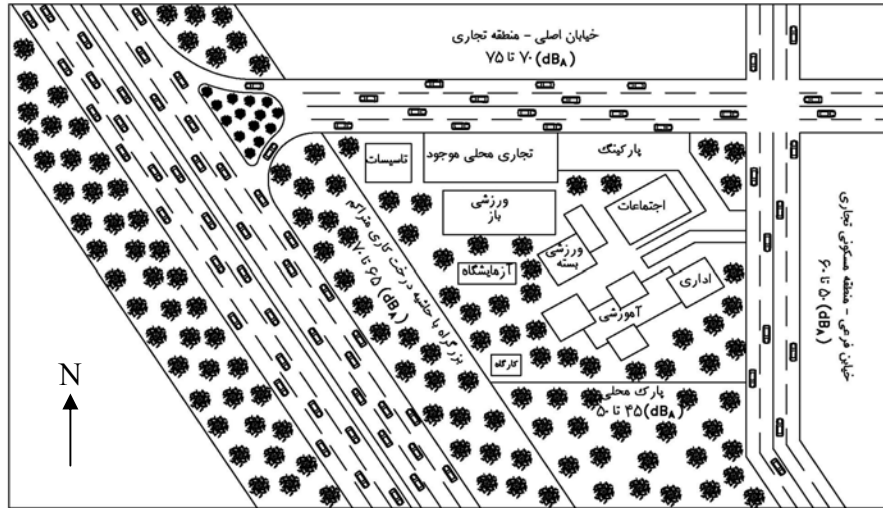 خیابان اصلی - منطقه تجاری
۷۰ تا ۷۵ (dBA)
تاسیسات
تجاری محلی موجود
پارکینگ
ورزشی
باز
اجتماعات
ورزشی
بسته
آزمایشگاه
آموزشی
اداری
کارگاه
پارک محلی
۴۵ تا ۵۰ (dBA)
بزرگراه با حاشیه درخت کاری متراکم
۶۵ تا ۷۰ (dBA)
خیابن فرعی - منطقه مسکونی تجاری
۵۰ تا ۶۰ (dBA)
N